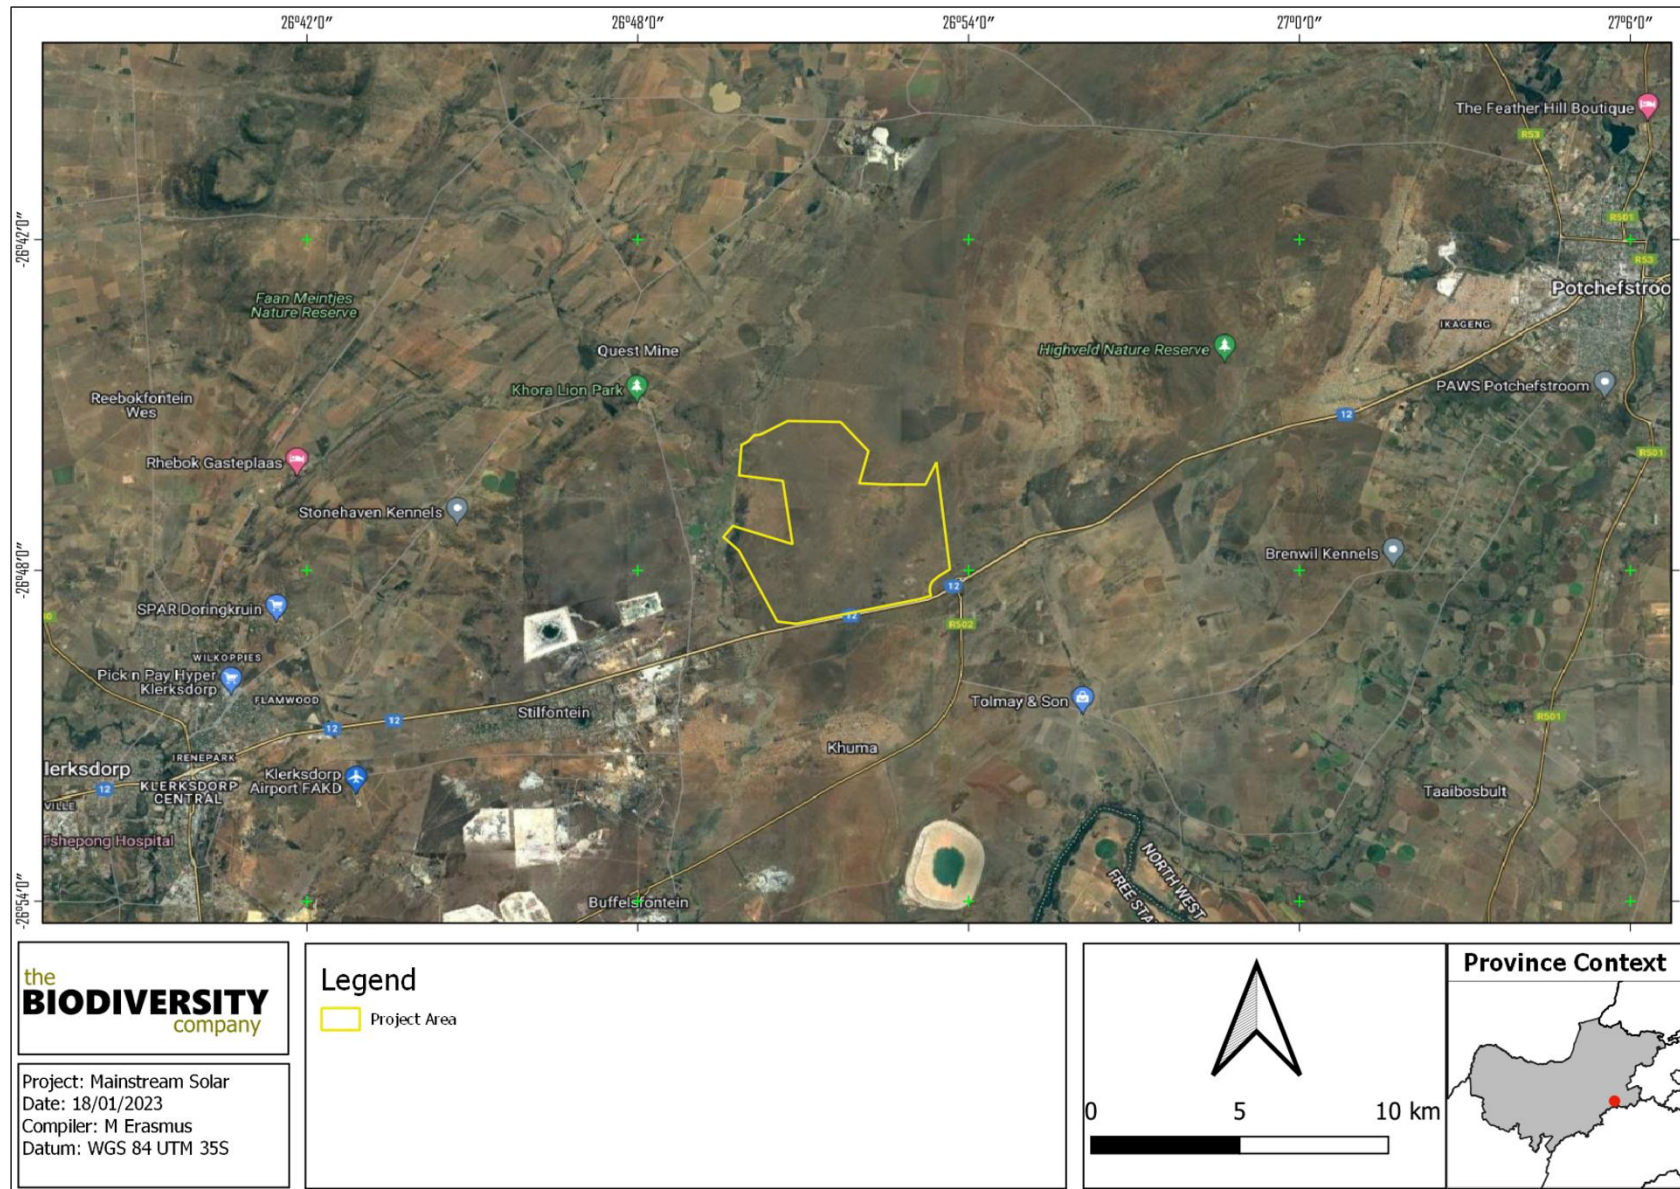 26°42'0"
26°48'0"
26°54'0"
27°0'0"
27°6'0"
-26°42'0"
-26°48'0"
-26°54'0"
The Feather Hill Boutique
R53
R501
R53
Potchefstroo
IKAGENG
Faan Meintjes
Nature Reserve
Quest Mine
Highveld Nature Reserve
Khora Lion Park
PAWS Potchefstroom
Reebokfontein
Wes
12
R501
Rhebok Gasteplaas
Stonehaven Kennels
Brenwil Kennels
12
SPAR Doringkruin
12
R502
WILKOPPIES
Pick n Pay Hyper
Klerksdorp
FLAMWOOD
Tolmay & Son
Stilfontein
12
12
R501
Khuma
IRENEPARK
lerksdorp
Klerksdorp
Airport FAKD
12
KLERKSDORP
CENTRAL
VILLE
Taaibosbult
Tshepong Hospital
NORTH WEST
FREE STA
Buffelsfontein
the
BIODIVERSITY
company
Project: Mainstream Solar
Date: 18/01/2023
Compiler: M Erasmus
Datum: WGS 84 UTM 35S
Legend
Project Area
0 5 10 km
Province Context